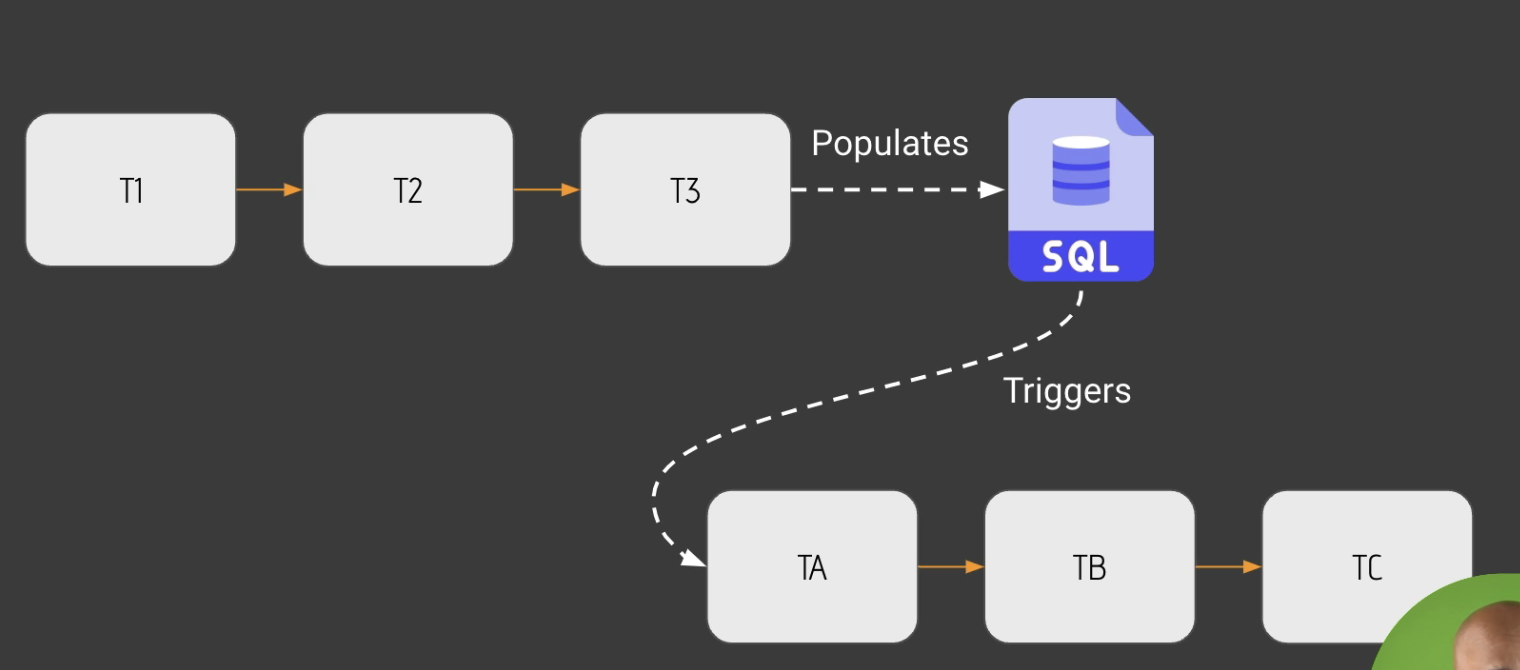 T1
T2
T3
Populates
SQL
Triggers
TA
TB
TC